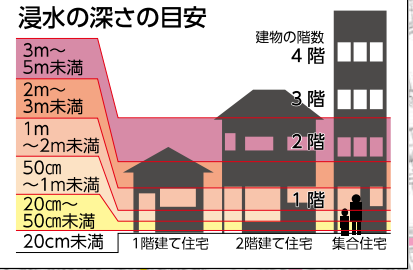 浸水の深さの目安
建物の階数
4階
3階
2階
1階
3m～
5m未満
2m～
3m未満
1m
～2m未満
50㎝
～1m未満
20㎝～
50㎝未満
20cm未満
1階建て住宅
2階建て住宅
集合住宅